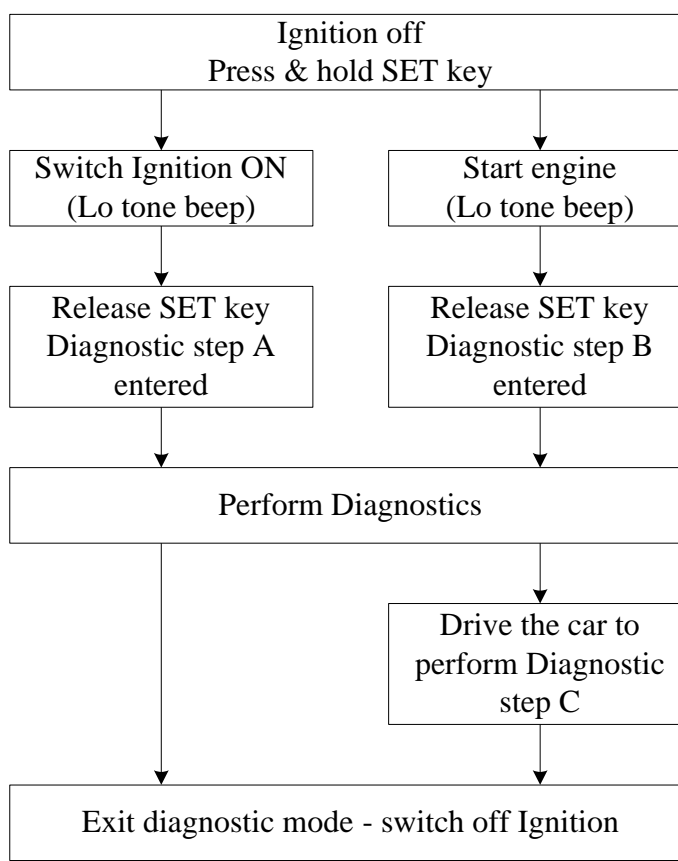 Ignition off
Press & hold SET key
Switch Ignition ON
(Lo tone beep)
Start engine
(Lo tone beep)
Release SET key
Diagnostic step A
entered
Release SET key
Diagnostic step B
entered
Perform Diagnostics
Drive the car to
perform Diagnostic
step C
Exit diagnostic mode - switch off Ignition